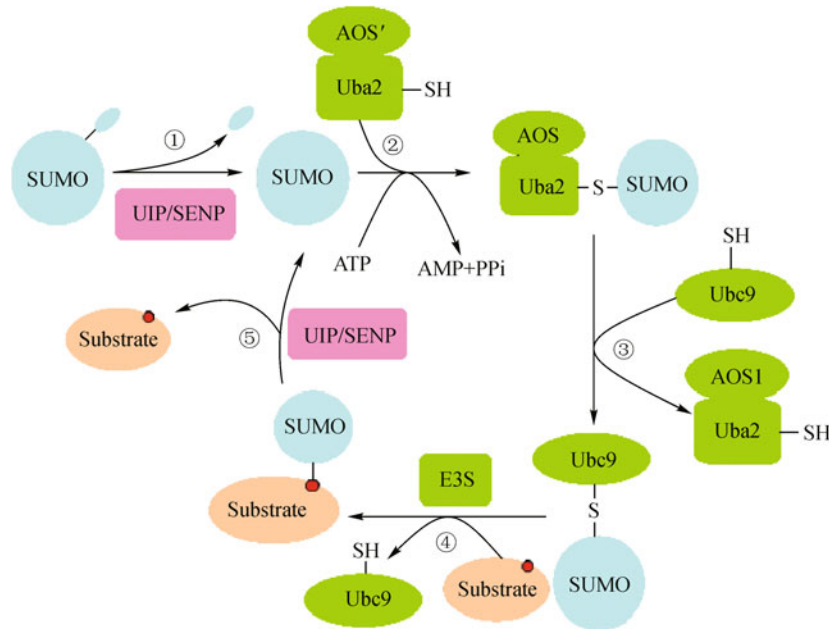 AOS'
Uba2
SH
①
②
SUMO
SUMO
UIP/SENP
ATP
AMP+PPi
AOS
Uba2
S
SUMO
SH
Ubc9
③
AOS1
Uba2
SH
Substrate
⑤
UIP/SENP
SUMO
Substrate
E3S
Ubc9
S
④
SH
Ubc9
Substrate
SUMO